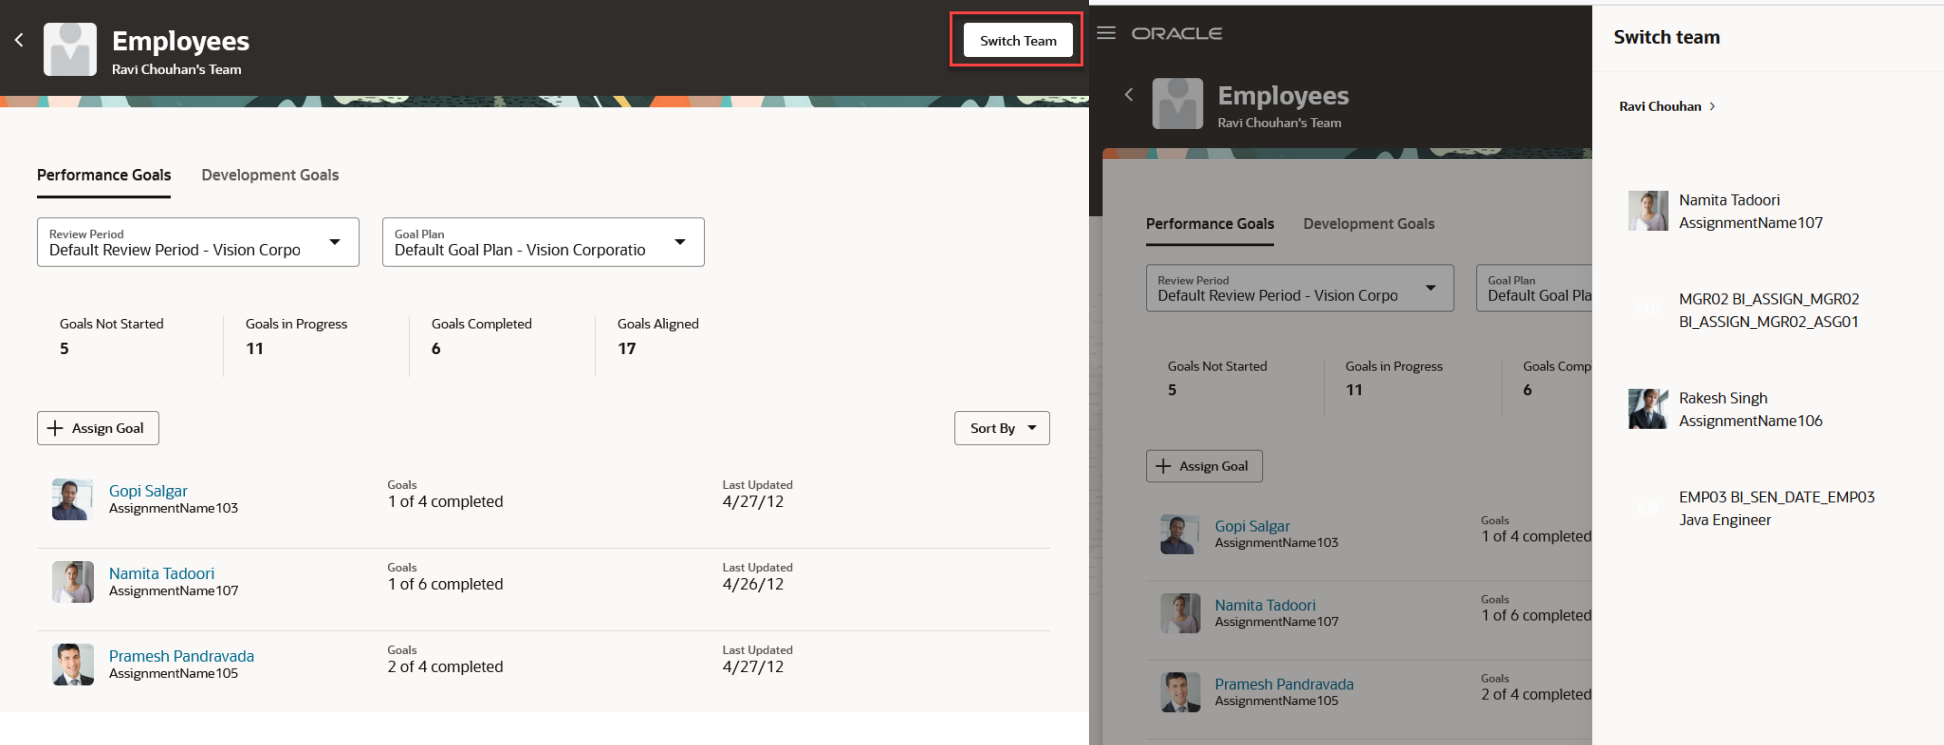 Employees
Ravi Chouhan's Team
Switch Team
Performance Goals
Development Goals
Review Period
Default Review Period - Vision Corpo
Goal Plan
Default Goal Plan - Vision Corporatio
Goals Not Started
5
Goals in Progress
11
Goals Completed
6
Goals Aligned
17
Assign Goal
Sort By
Gopi Salgar
AssignmentName103
Goals
1 of 4 completed
Last Updated
4/27/12
Namita Tadoori
AssignmentName107
Goals
1 of 6 completed
Last Updated
4/26/12
Pramesh Pandravada
AssignmentName105
Goals
2 of 4 completed
Last Updated
4/27/12
ORACLE
Employees
Ravi Chouhan's Team
Performance Goals
Development Goals
Review Period
Default Review Period - Vision Corpo
Goal Plan
Default Goal Pla
Goals Not Started
5
Goals in Progress
11
Goals Comp
6
Assign Goal
Gopi Salgar
AssignmentName103
Goals
1 of 4 completed
Namita Tadoori
AssignmentName107
Goals
1 of 6 completed
Pramesh Pandravada
AssignmentName105
Goals
2 of 4 completed
Switch team
Ravi Chouhan
Namita Tadoori
AssignmentName107
MGR02 BI_ASSIGN_MGR02
BI_ASSIGN_MGR02_ASG01
Rakesh Singh
AssignmentName106
EMP03 BI_SEN_DATE_EMP03
Java Engineer